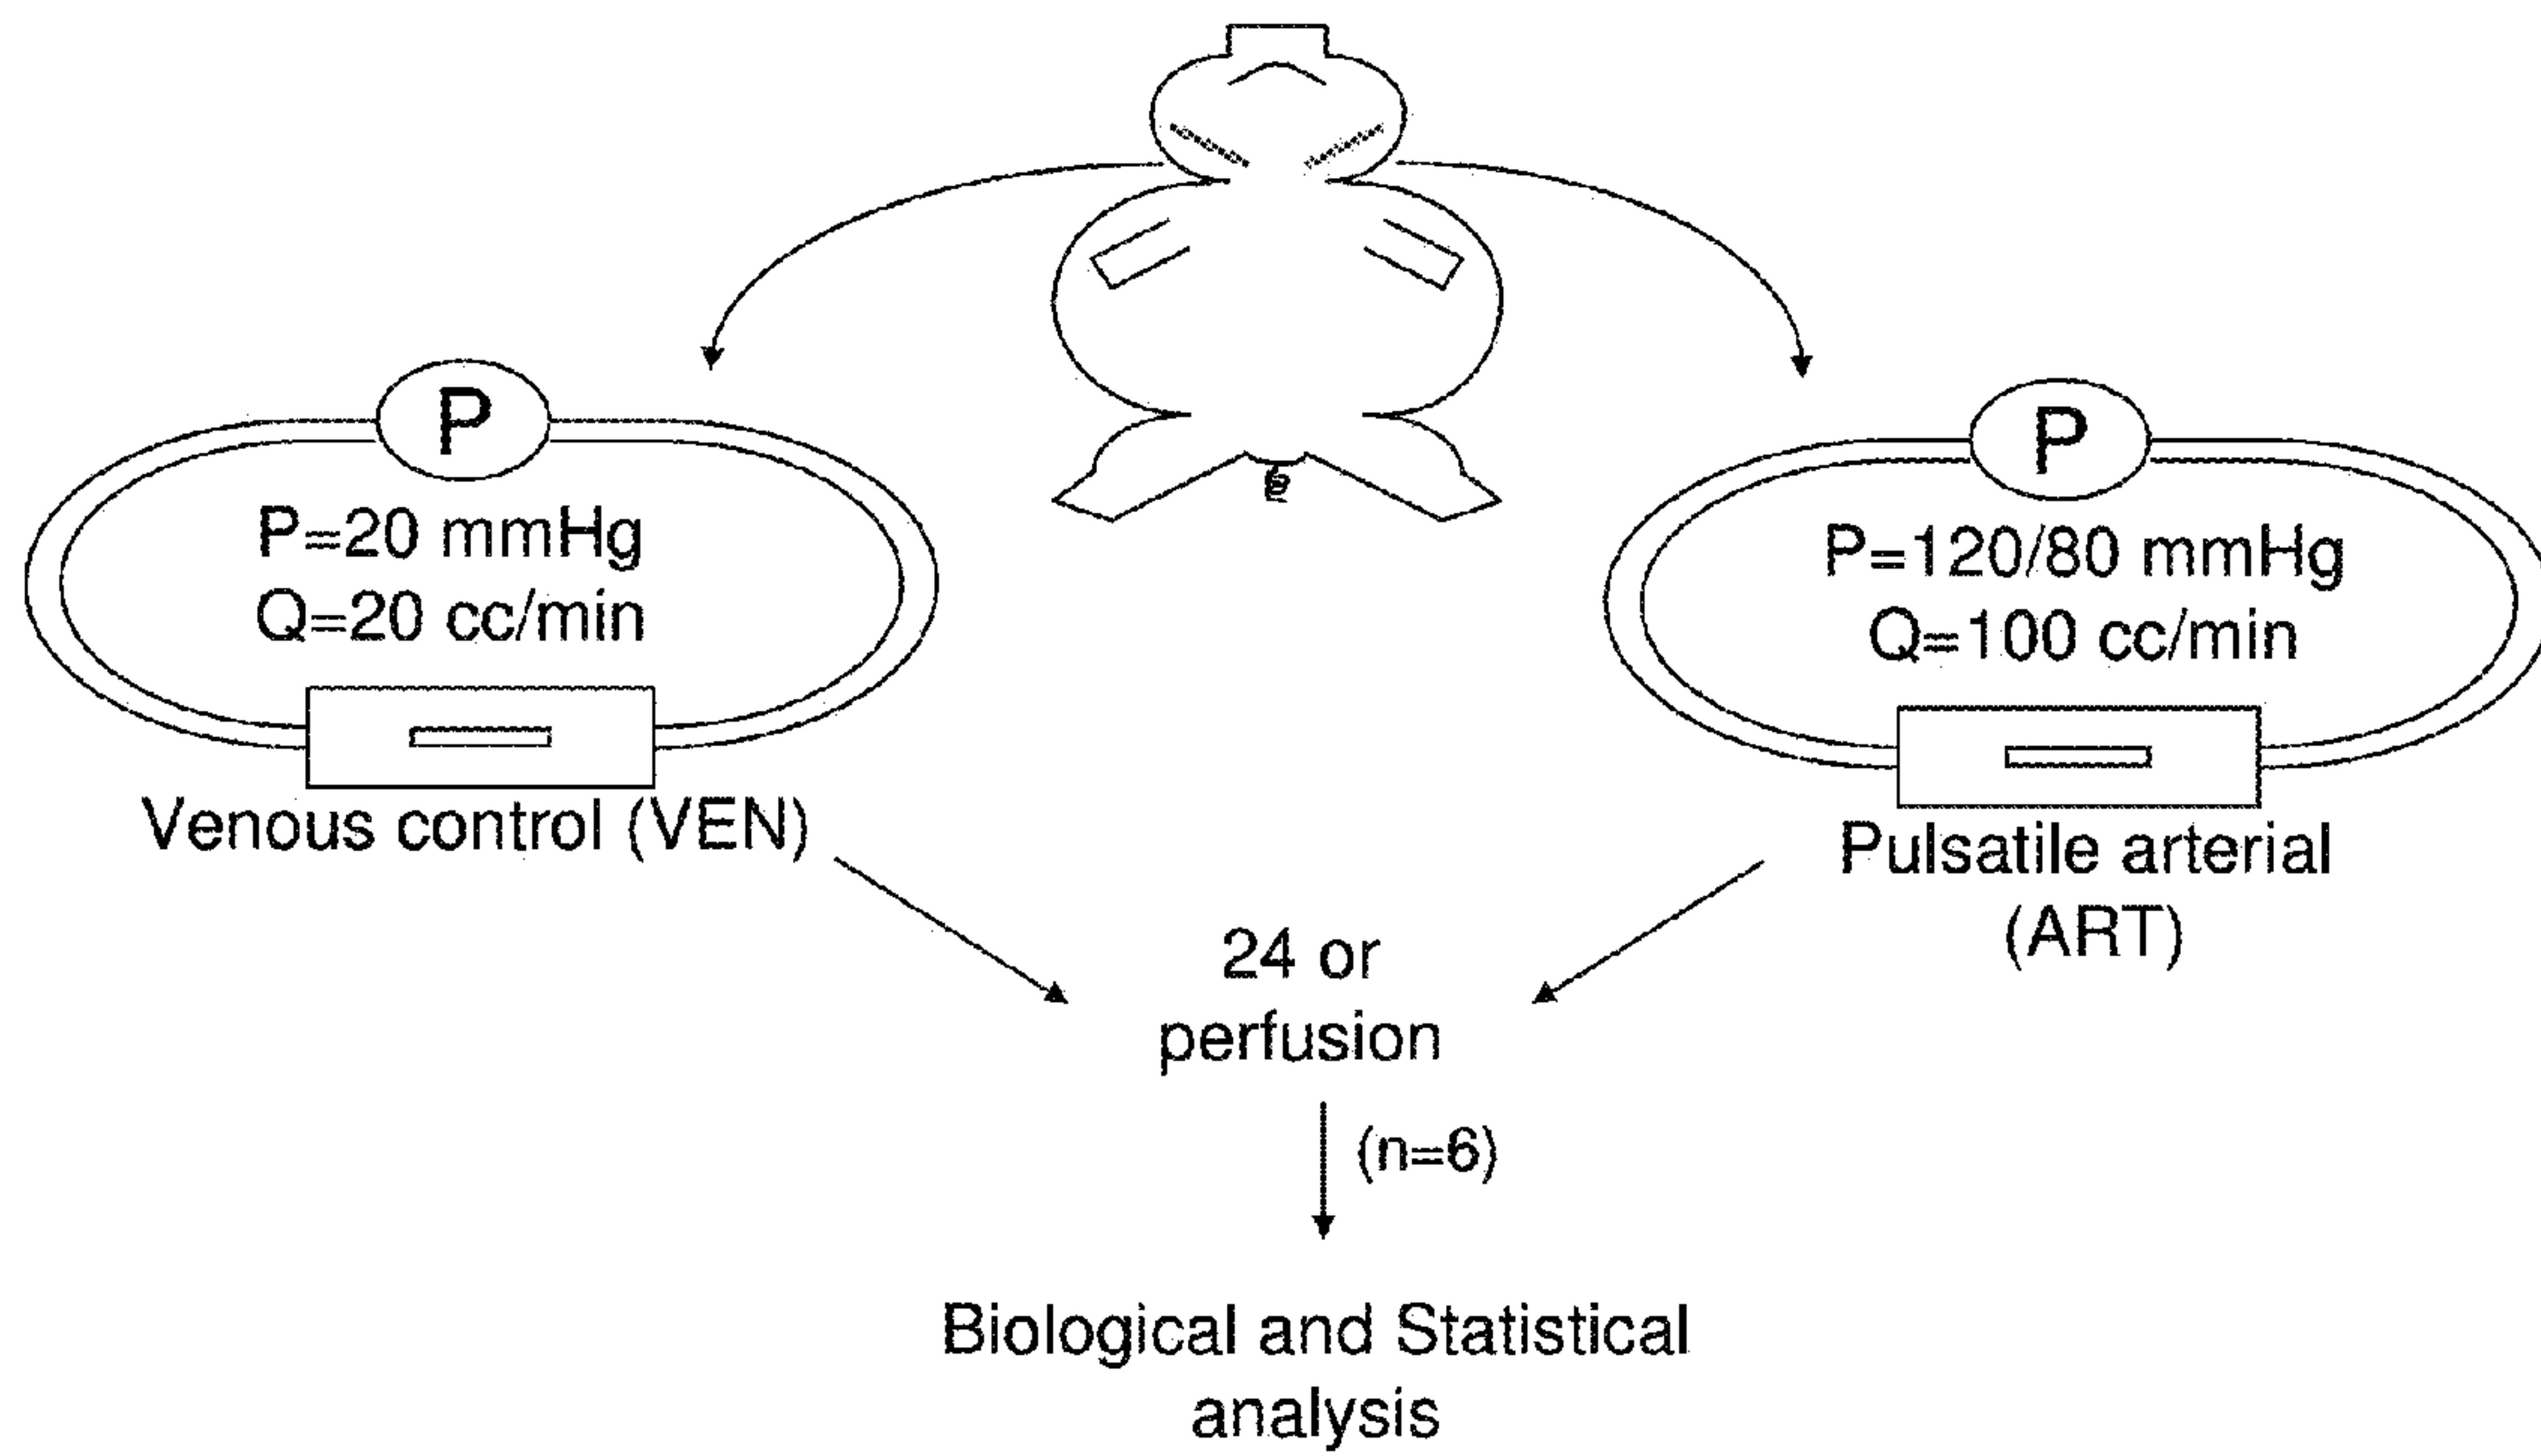 P
P=20 mmHg
Q=20 cc/min
Venous control (VEN)
P
P=120/80 mmHg
Q=100 cc/min
Pulsatile arterial
(ART)
24 or
perfusion
(n=6)
Biological and Statistical
analysis